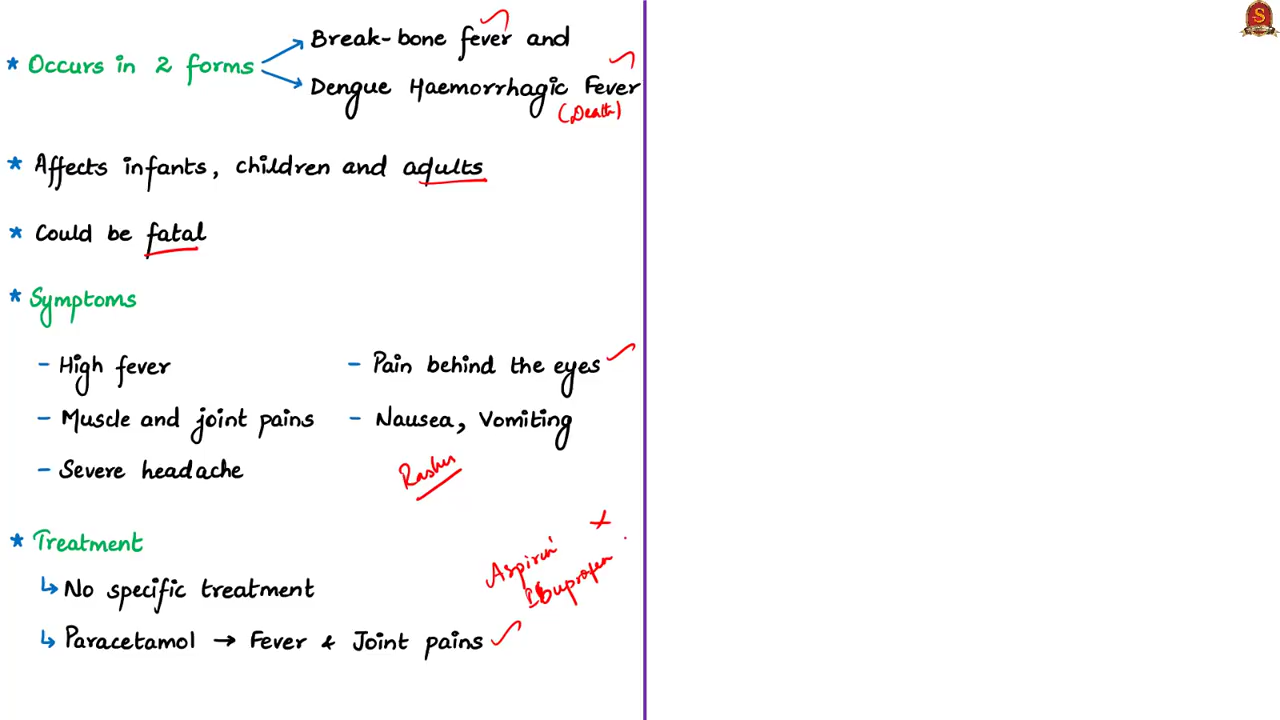 Break-bone fever and
* Occurs in 2 forms
Dengue Haemorrhagic Fever
(Death)
* Affects infants, children and adults
* Could be fatal
* Symptoms
- High fever - Pain behind the eyes
- Muscle and joint pains - Nausea, Vomiting
- Severe headache
Rashes
* Treatment
Aspirin
Ibuprofen
↳ No specific treatment
↳ Paracetamol → Fever & Joint pains
S